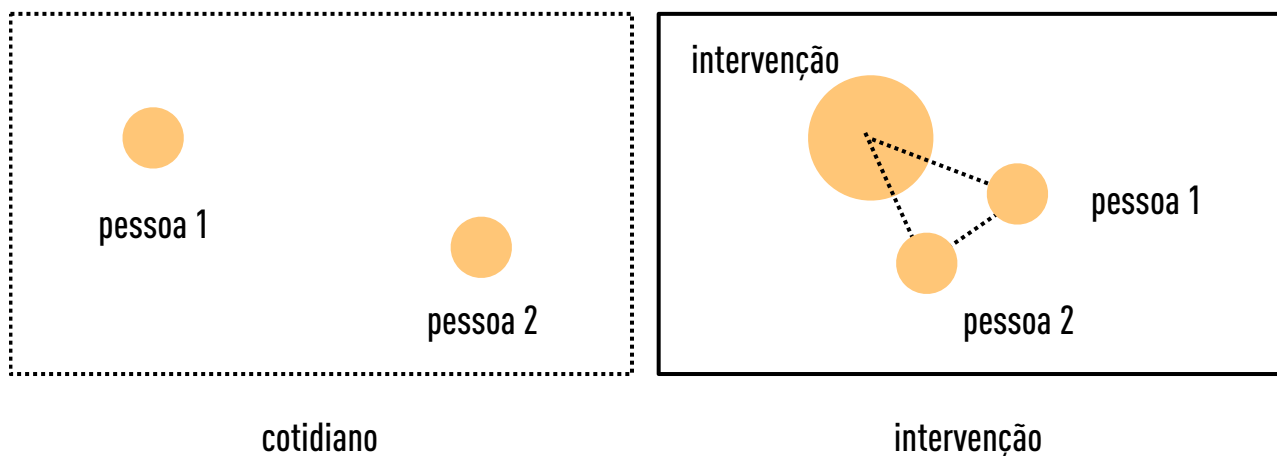 pessoa 1
pessoa 2
cotidiano
intervenção
pessoa 1
pessoa 2
intervenção